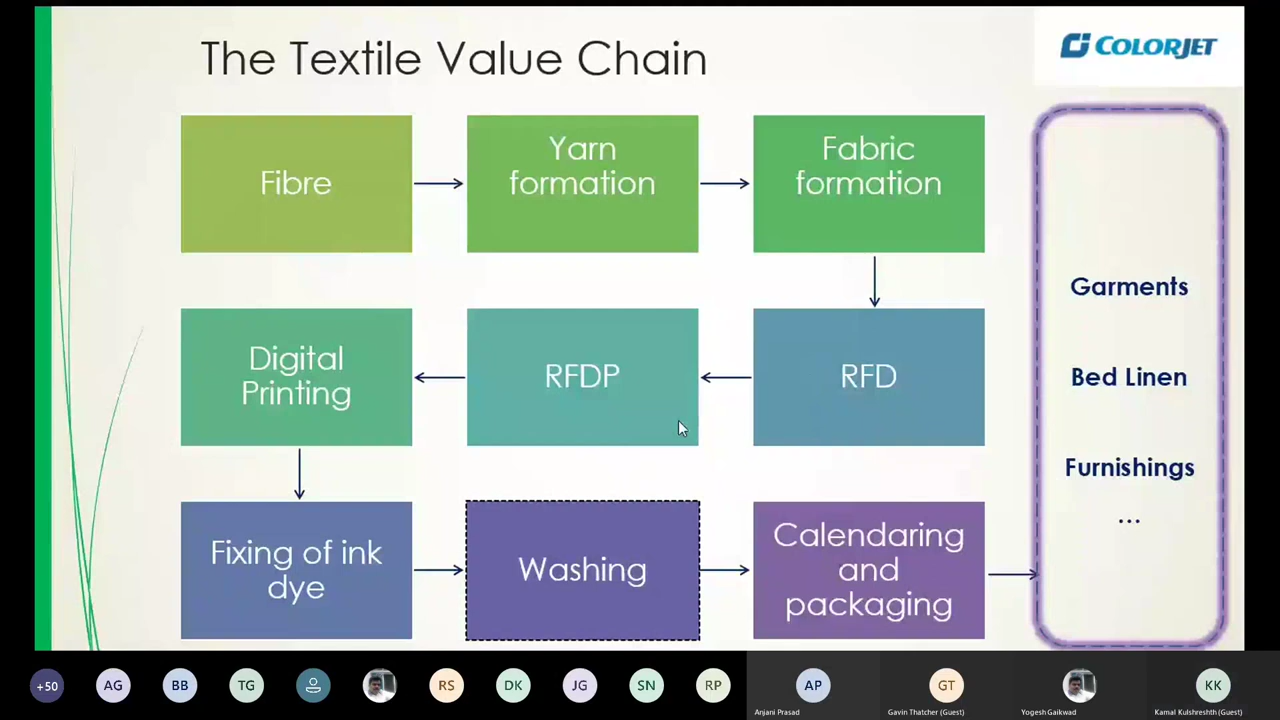 The Textile Value Chain
COLORJET
Fibre
Yarn
formation
Fabric
formation
Digital
Printing
RFDP
RFD
Fixing of ink
dye
Washing
Calendaring
and
packaging
Garments
Bed Linen
Furnishings
...
+50
AG
BB
TG
RS
DK
JG
SN
RP
AP
GT
KK
Anjani Prasad
Gavin Thatcher (Guest)
Yogesh Gaikwad
Kamal Kulshreshth (Guest)